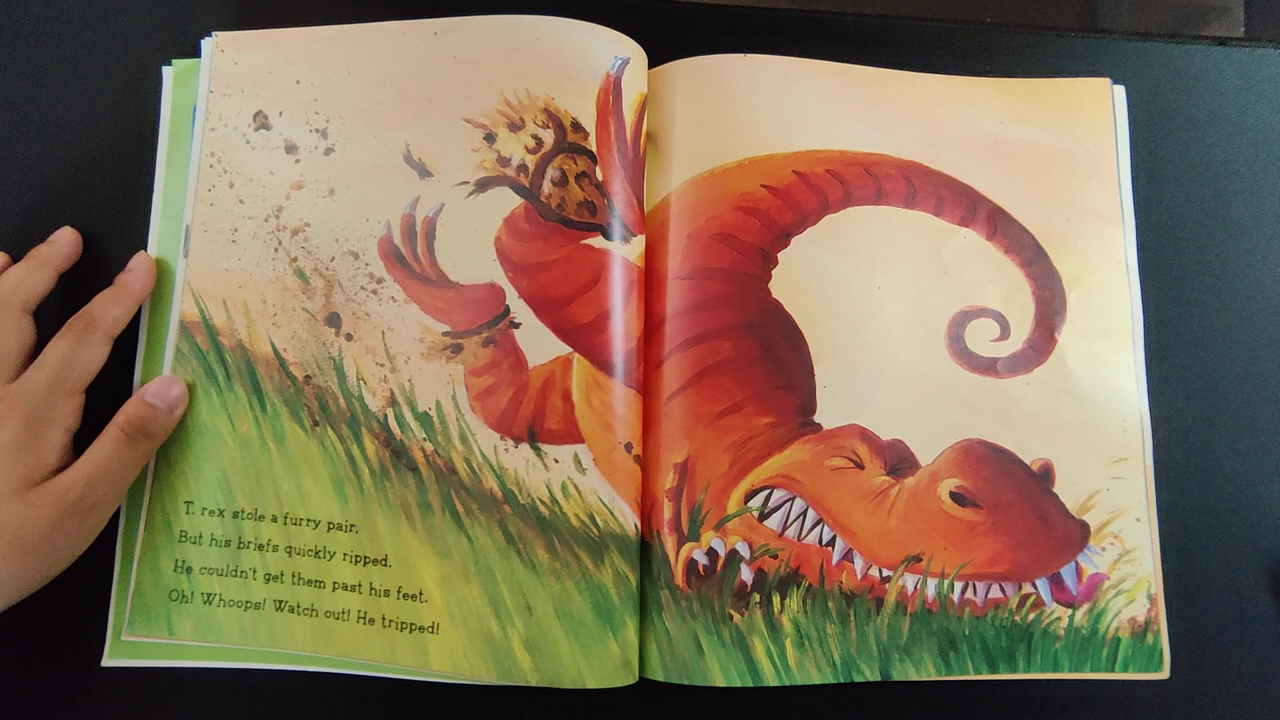 T. rex stole a furry pair,
But his briefs quickly ripped.
He couldn't get them past his feet.
Oh! Whoops! Watch out! He tripped!